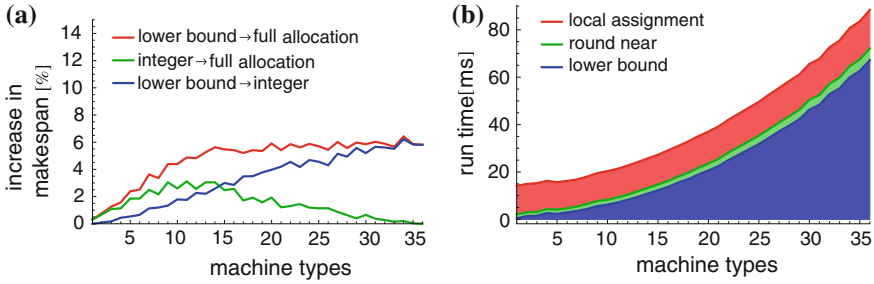 (a)
lower bound→full allocation
integer→full allocation
lower bound→integer
increase in
makespan [%]
14
12
10
8
6
4
2
0
5 10 15 20 25 30 35
machine types
(b)
local assignment
round near
lower bound
run time[ms]
80
60
40
20
0
5 10 15 20 25 30 35
machine types